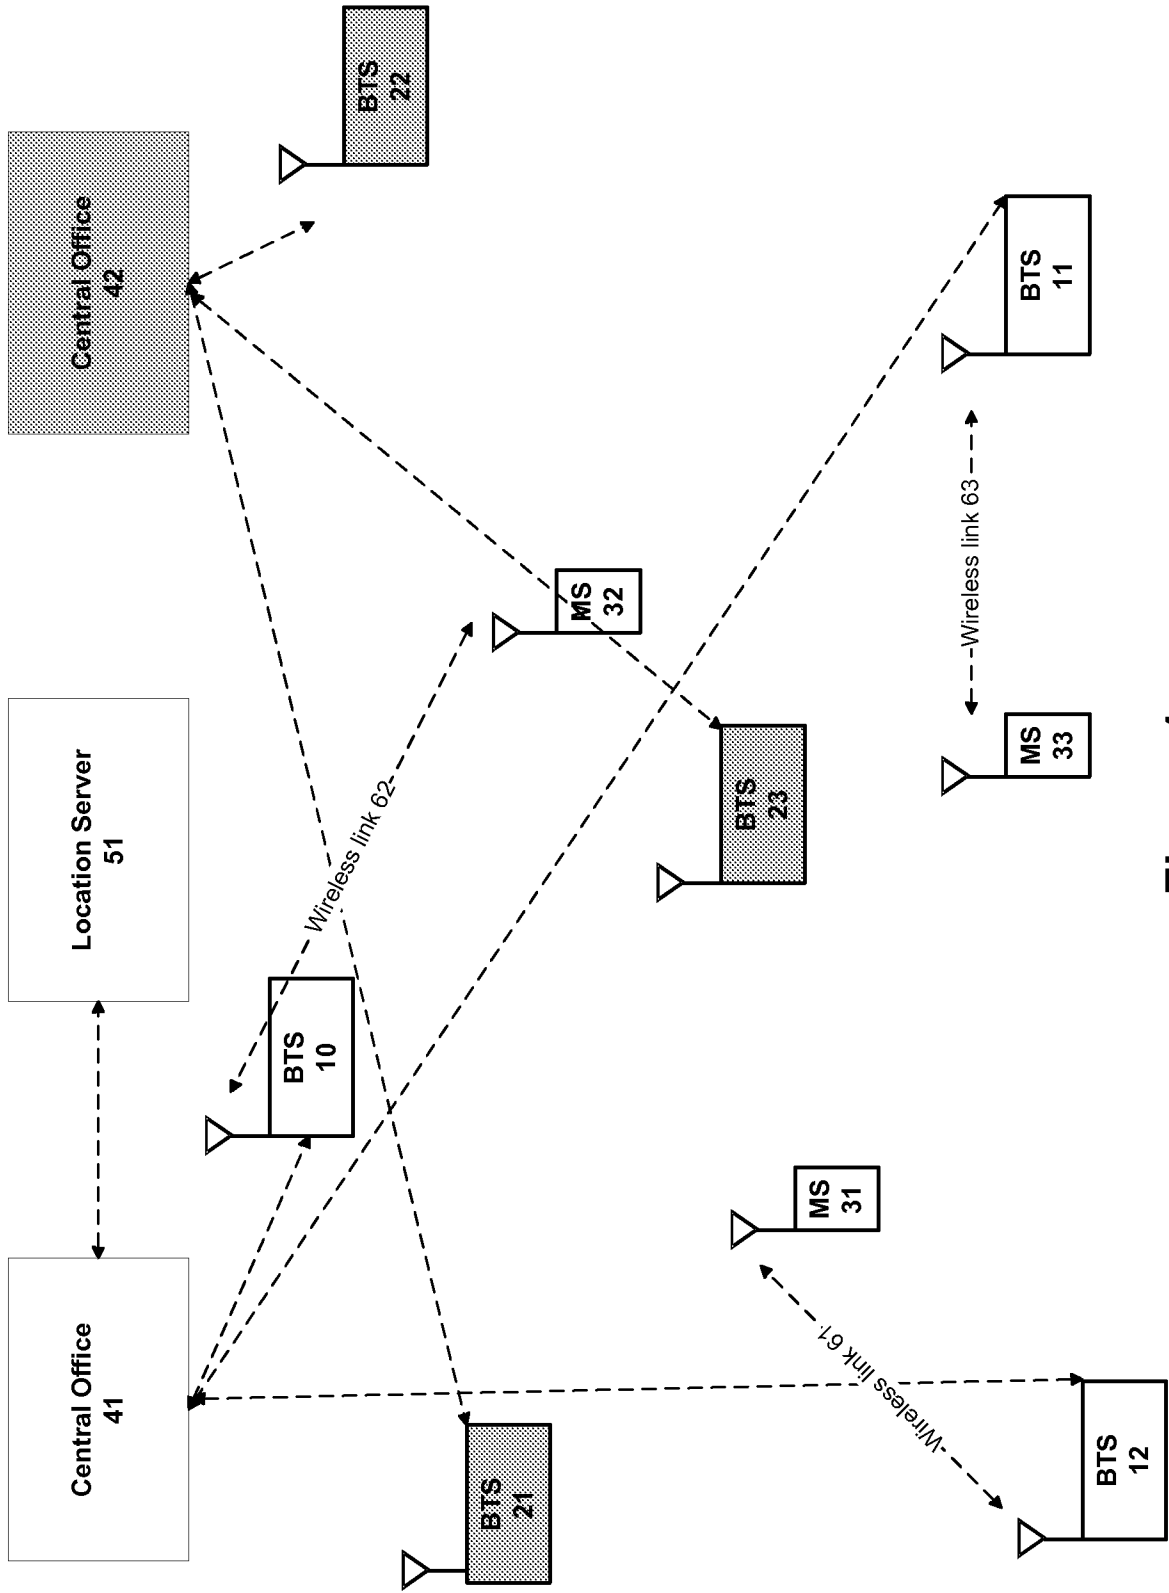 Central Office
41
Location Server
51
Central Office
42
BTS
10
Wireless link 62
BTS
22
BTS
21
MS
32
BTS
23
MS
31
Wireless link 61
Wireless link 63
MS
33
BTS
11
BTS
12